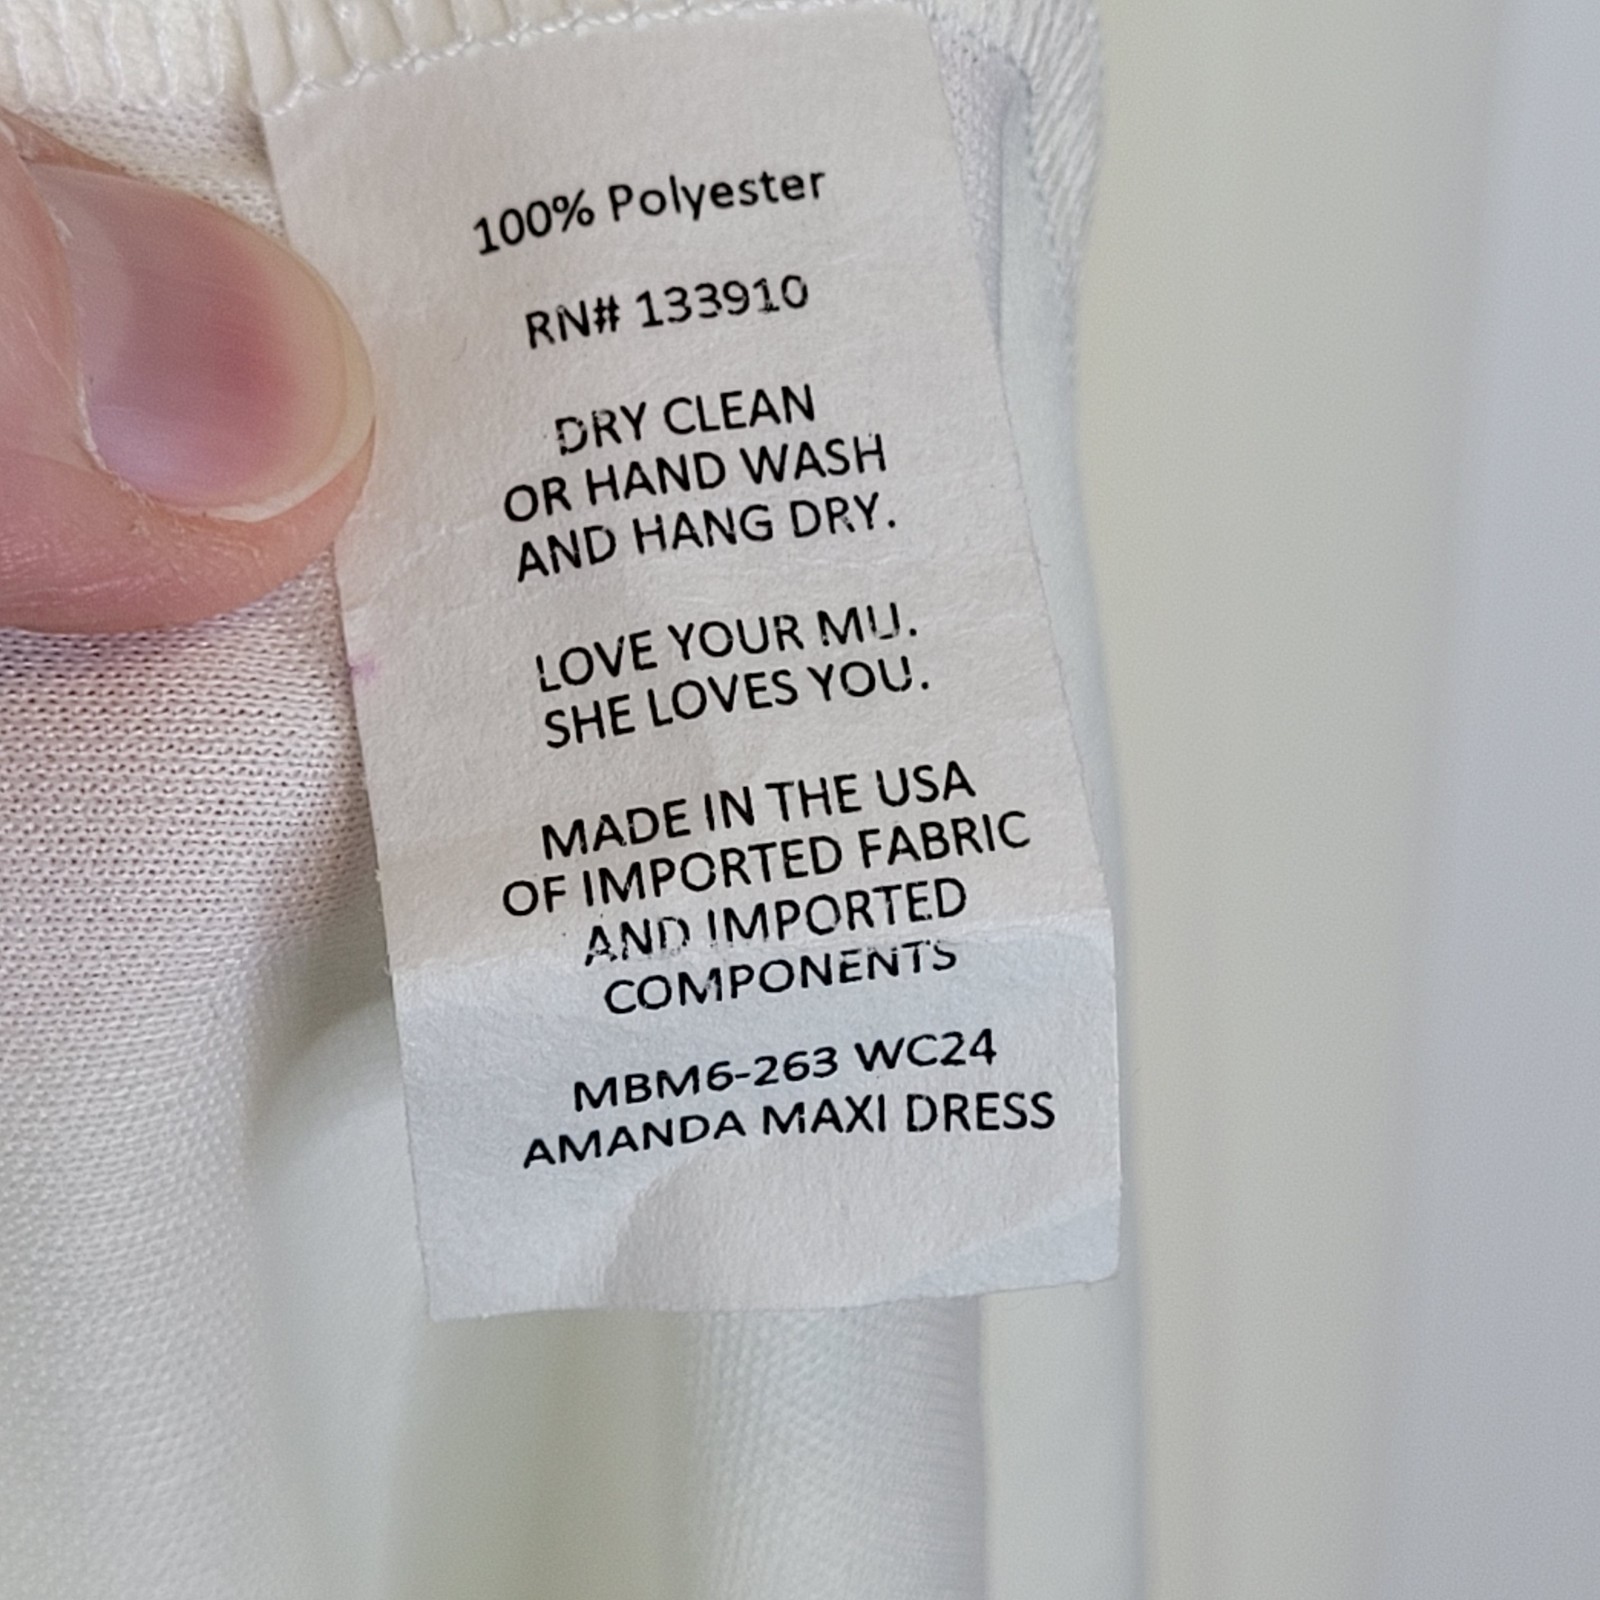 100% Polyester
RN# 133910
DRY CLEAN
OR HAND WASH
AND HANG DRY.
LOVE YOUR MU.
SHE LOVES YOU.
MADE IN THE USA
OF IMPORTED FABRIC
AND IMPORTED
COMPONENTS
MBM6-263 WC24
AMANDA MAXI DRESS